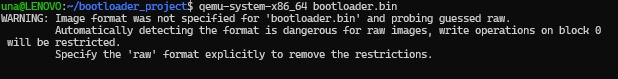 una@LENOVO:~/bootloader_project$ qemu-system-x86_64 bootloader.bin
WARNING: Image format was not specified for 'bootloader.bin' and probing guessed raw.
         Automatically detecting the format is dangerous for raw images, write operations on block 0
 will be restricted.
         Specify the 'raw' format explicitly to remove the restrictions.